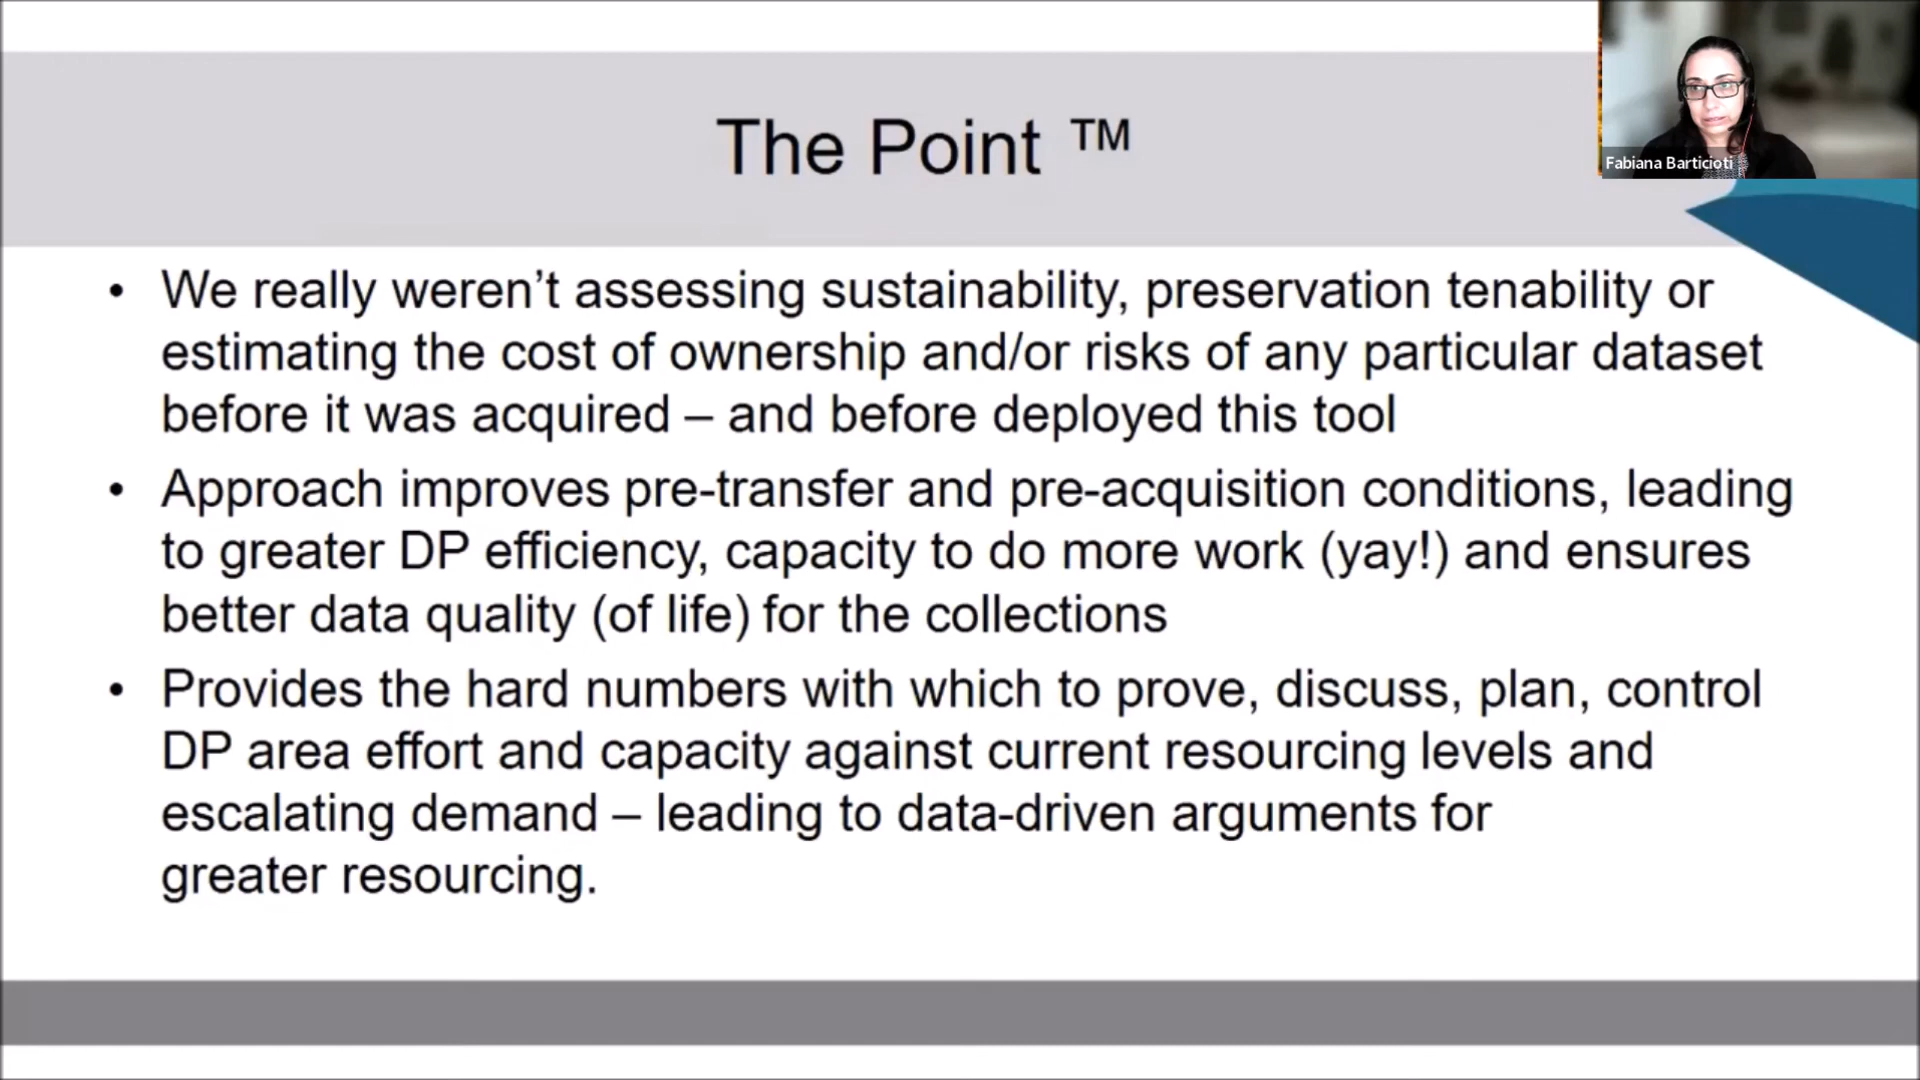 The Point ™
Fabiana Barticioti
• We really weren’t assessing sustainability, preservation tenability or
estimating the cost of ownership and/or risks of any particular dataset
before it was acquired – and before deployed this tool
• Approach improves pre-transfer and pre-acquisition conditions, leading
to greater DP efficiency, capacity to do more work (yay!) and ensures
better data quality (of life) for the collections
• Provides the hard numbers with which to prove, discuss, plan, control
DP area effort and capacity against current resourcing levels and
escalating demand – leading to data-driven arguments for
greater resourcing.